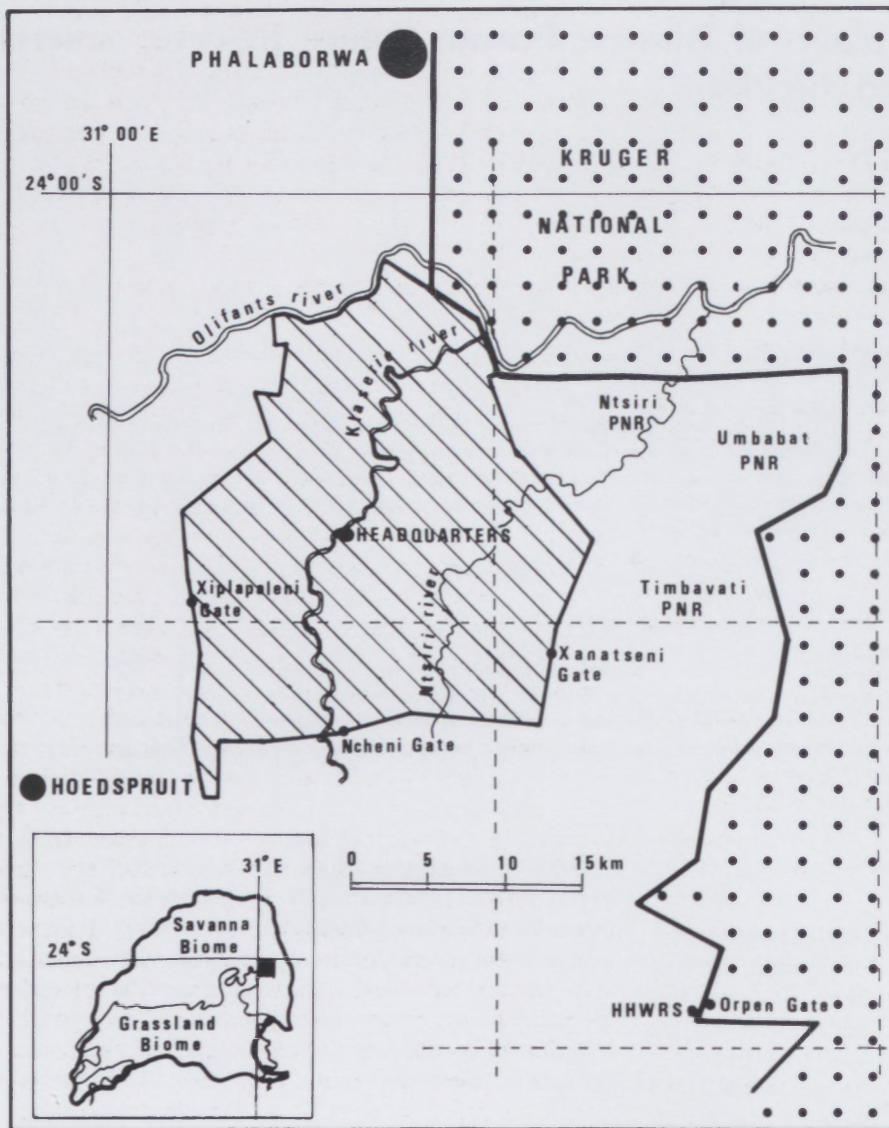 PHALABORWA
31° 00′ E
24° 00′ S
KRUGER
NATIONAL
PARK
Olifants river
Klaserie river
Ntsiri
PNR
Umbabat
PNR
HEADQUARTERS
Timbavati
PNR
Xiplapaleni
Gate
Ntsiri river
Xanatseni
Gate
Ncheni Gate
HOEDSPRUIT
0 5 10 15 km
31° E
24° S
Savanna
Biome
Grassland
Biome
HHWRS
Orpen Gate